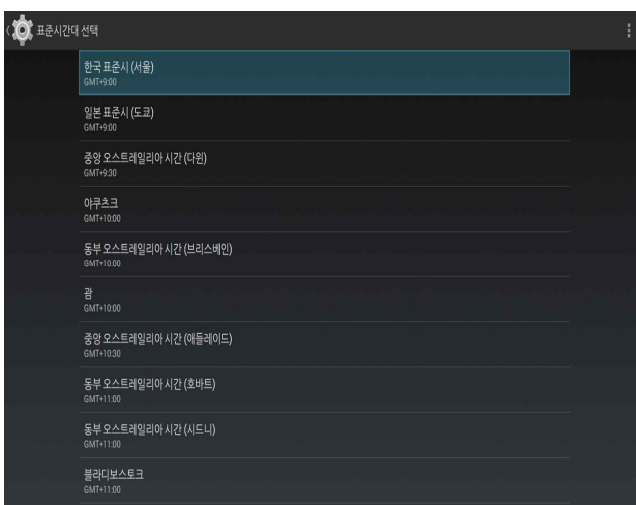 표준시간대 선택
한국 표준시 (서울)
GMT+9:00
일본 표준시 (도쿄)
GMT+9:00
중앙 오스트레일리아 시간 (다윈)
GMT+9:30
야쿠츠크
GMT+10:00
동부 오스트레일리아 시간 (브리스베인)
GMT+10:00
괌
GMT+10:00
중앙 오스트레일리아 시간 (애들레이드)
GMT+10:30
동부 오스트레일리아 시간 (호바트)
GMT+11:00
동부 오스트레일리아 시간 (시드니)
GMT+11:00
블라디보스토크
GMT+11:00